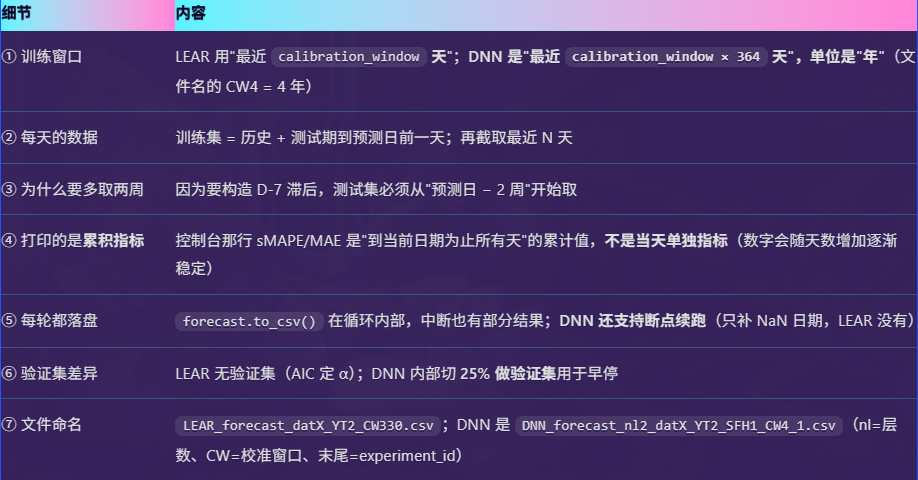 细节 内容
① 训练窗口 LEAR 用"最近 calibration_window 天"；DNN 是"最近 calibration_window × 364 天"，单位是"年"（文
件名的 CW4 = 4 年）
② 每天的数据 训练集 = 历史 + 测试期到预测日前一天；再截取最近 N 天
③ 为什么要多取两周 因为要构造 D-7 滞后，测试集必须从"预测日 − 2 周"开始取
④ 打印的是累积指标 控制台那行 sMAPE/MAE 是"到当前日期为止所有天"的累计值，不是当天单独指标（数字会随天数增加逐渐
稳定）
⑤ 每轮都落盘 forecast.to_csv() 在循环内部，中断也有部分结果；DNN 还支持断点续跑（只补 NaN 日期，LEAR 没有）
⑥ 验证集差异 LEAR 无验证集（AIC 定 α）；DNN 内部切 25% 做验证集用于早停
⑦ 文件命名 LEAR_forecast_datX_YT2_CW330.csv；DNN 是 DNN_forecast_nl2_datX_YT2_SFH1_CW4_1.csv（nl=层
数、CW=校准窗口、末尾=experiment_id）